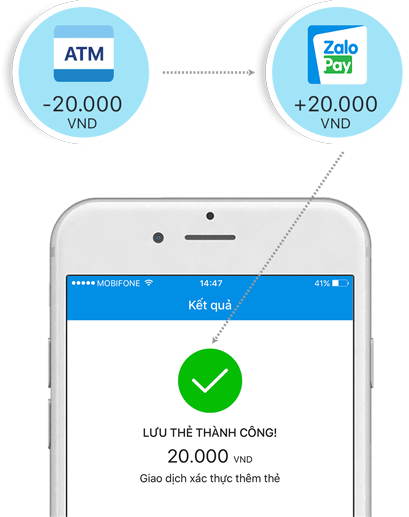 ATM
-20.000
VND
Zalo
Pay
+20.000
VND
MOBIFONE 14:47 41%
Kết quả
LƯU THẺ THÀNH CÔNG!
20.000 VND
Giao dịch xác thực thêm thẻ